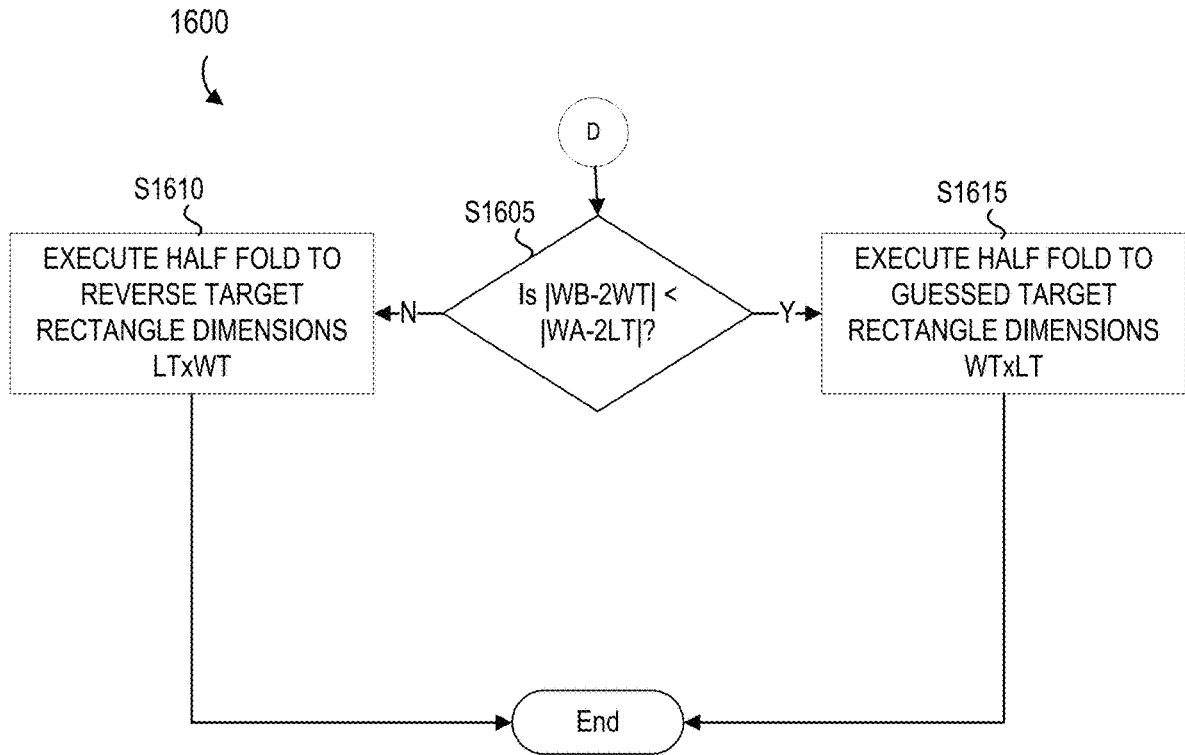 1600
D
S1610
S1605
S1615
EXECUTE HALF FOLD TO
REVERSE TARGET
RECTANGLE DIMENSIONS
LTxWT
N
Is |WB-2WT| <
|WA-2LT|?
Y
EXECUTE HALF FOLD TO
GUESSED TARGET
RECTANGLE DIMENSIONS
WTxLT
End